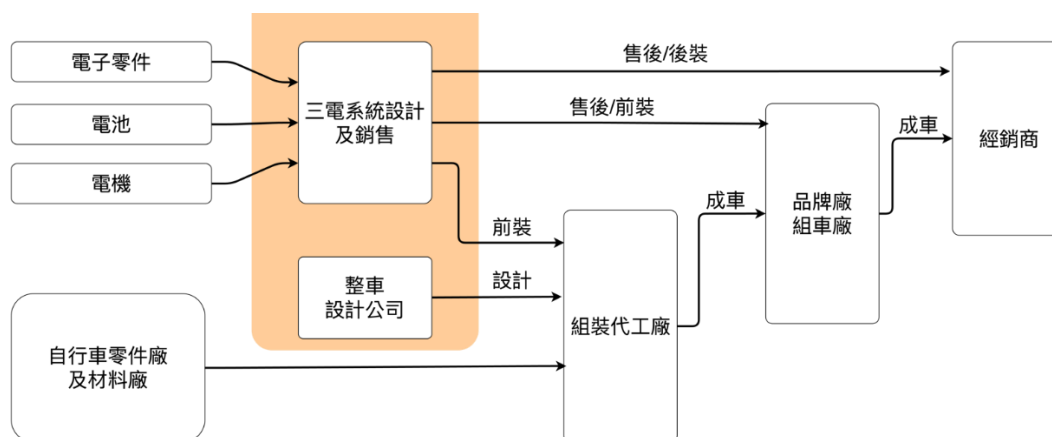 電子零件
電池
電機
三電系統設計
及銷售
售後/後裝
售後/前裝
前裝
整車
設計公司
設計
自行車零件廠
及材料廠
組裝代工廠
成車
品牌廠
組車廠
成車
經銷商